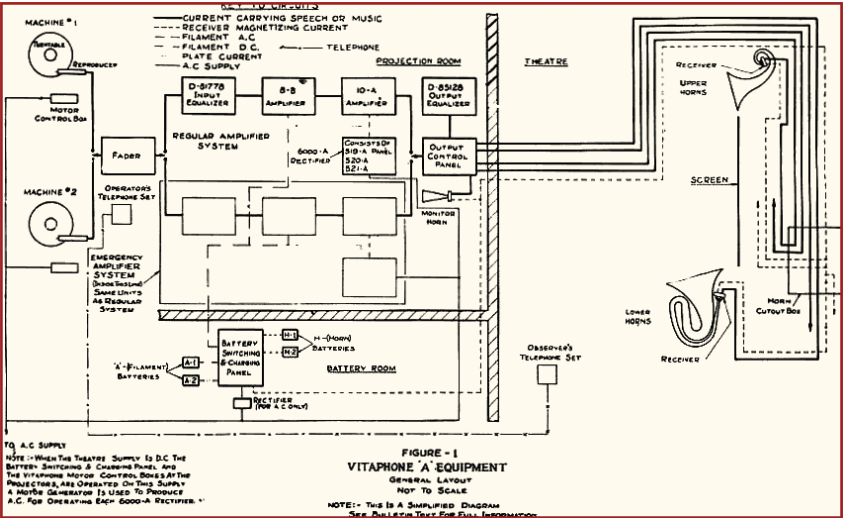 KEY TO CIRCUITS
CURRENT CARRYING SPEECH OR MUSIC
RECEIVER MAGNETIZING CURRENT
FILAMENT A.C
FILAMENT D.C.
TELEPHONE
PLATE CURRENT
A.C SUPPLY
MACHINE #1
TURNTABLE
REPRODUCER
MOTOR
CONTROL BOX
PROJECTION ROOM
THEATRE
D-81778
INPUT
EQUALIZER
8-B
AMPLIFIER
10-A
AMPLIFIER
D-85128
OUTPUT
EQUALIZER
RECEIVER
UPPER
HORNS
REGULAR AMPLIFIER
SYSTEM
6000-A
RECTIFIER
CONSISTS OF
519-A PANEL
520-A
521-A
OUTPUT
CONTROL
PANEL
FADER
MACHINE #2
OPERATOR'S
TELEPHONE SET
MONITOR
HORN
SCREEN
EMERGENCY
AMPLIFIER
SYSTEM
(INSIDE THIS LINE)
SAME UNITS
AS REGULAR
SYSTEM
HORN
CUTOUT BOX
LOWER
HORNS
RECEIVER
BATTERY
SWITCHING
& CHARGING
PANEL
H-1
H-2
H-(HORN)
BATTERIES
"A"-(FILAMENT)
BATTERIES
A-1
A-2
BATTERY ROOM
RECTIFIER
(FOR A C ONLY)
OBSERVER'S
TELEPHONE SET
TO A.C SUPPLY
NOTE:- WHEN THE THEATRE SUPPLY IS D.C THE
BATTERY SWITCHING & CHARGING PANEL AND
THE VITAPHONE MOTOR CONTROL BOXES AT THE
PROJECTORS, ARE OPERATED ON THIS SUPPLY
A MOTOR GENERATOR IS USED TO PRODUCE
A.C. FOR OPERATING EACH 6000-A RECTIFIER.
FIGURE - 1
VITAPHONE "A" EQUIPMENT
GENERAL LAYOUT
NOT TO SCALE
NOTE:- THIS IS A SIMPLIFIED DIAGRAM
SEE BULLETIN TEXT FOR FULL INFORMATION